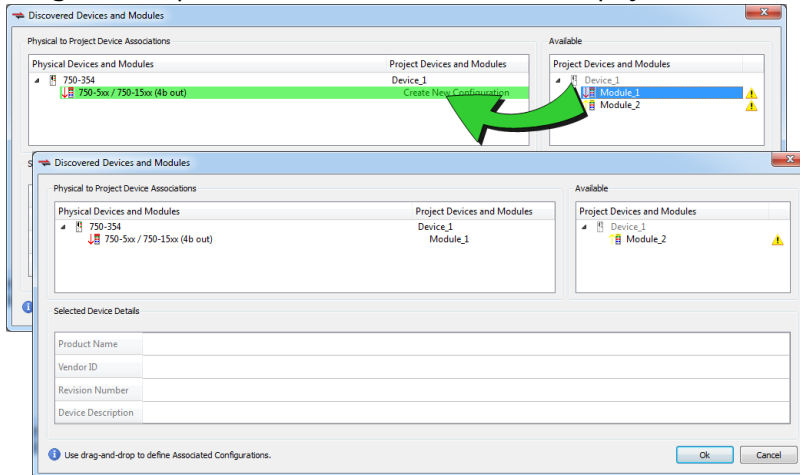 Discovered Devices and Modules
Physical to Project Device Associations
Available
Physical Devices and Modules Project Devices and Modules
Project Devices and Modules
750-354 Device_1
Device_1
750-5xx / 750-15xx (4b out) Create New Configuration
Module_1
Module_2
Discovered Devices and Modules
Physical to Project Device Associations
Available
Physical Devices and Modules Project Devices and Modules
Project Devices and Modules
750-354 Device_1
Device_1
750-5xx / 750-15xx (4b out) Module_1
Module_2
Selected Device Details
Product Name
Vendor ID
Revision Number
Device Description
Use drag-and-drop to define Associated Configurations.
Ok Cancel